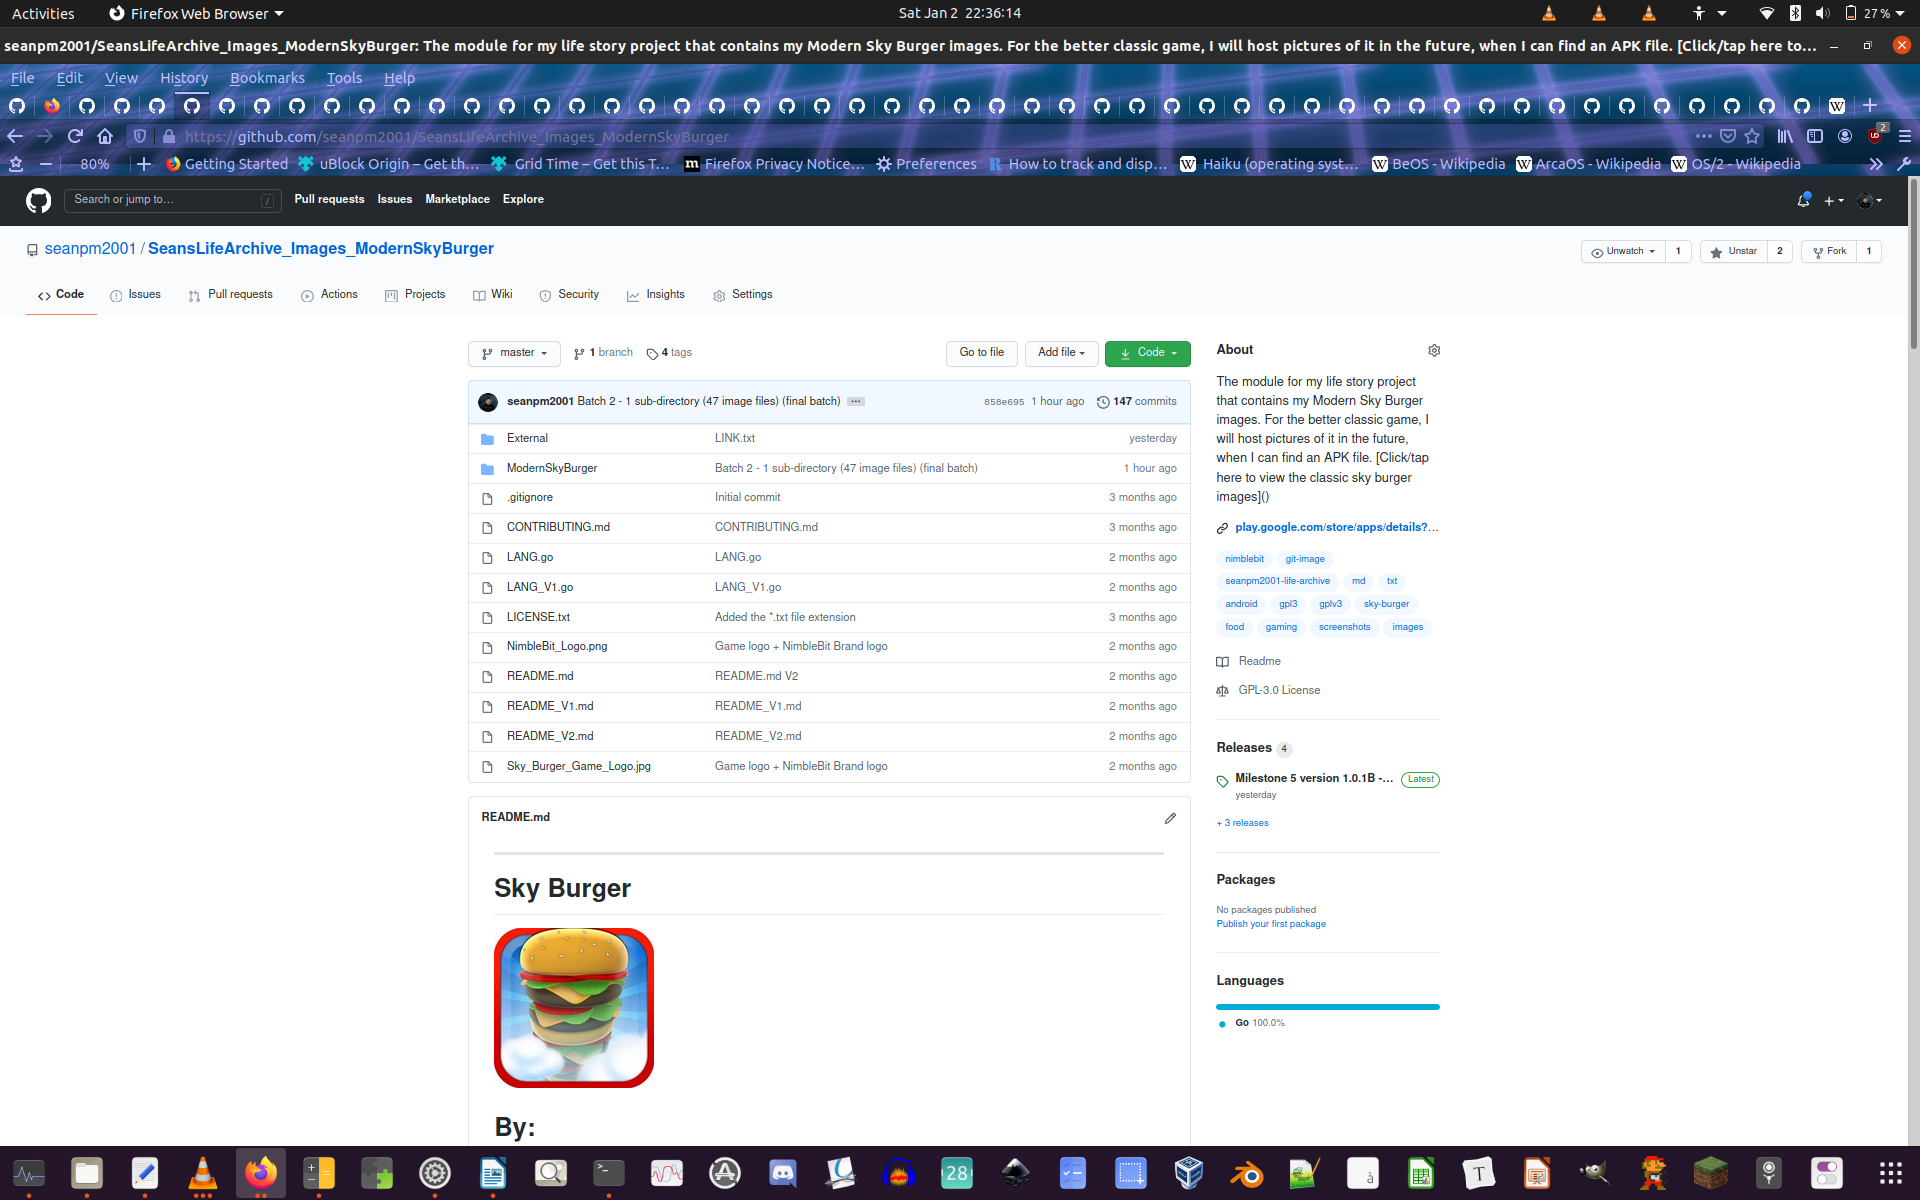 Activities
Firefox Web Browser
Sat Jan 2 22:36:14
27 %
seanpm2001/SeansLifeArchive_Images_ModernSkyBurger: The module for my life story project that contains my Modern Sky Burger images. For the better classic game, I will host pictures of it in the future, when I can find an APK file. [Click/tap here to…
File Edit View History Bookmarks Tools Help
https://github.com/seanpm2001/SeansLifeArchive_Images_ModernSkyBurger
2
80%
Getting Started
uBlock Origin – Get th…
Grid Time – Get this T…
Firefox Privacy Notice…
Preferences
How to track and disp…
Haiku (operating syst…
BeOS - Wikipedia
ArcaOS - Wikipedia
OS/2 - Wikipedia
Search or jump to… /
Pull requests Issues Marketplace Explore
seanpm2001 / SeansLifeArchive_Images_ModernSkyBurger
Unwatch 1
Unstar 2
Fork 1
Code Issues Pull requests Actions Projects Wiki Security Insights Settings
master 1 branch 4 tags
Go to file Add file Code
seanpm2001 Batch 2 - 1 sub-directory (47 image files) (final batch) … 858e695 1 hour ago 147 commits
External LINK.txt yesterday
ModernSkyBurger Batch 2 - 1 sub-directory (47 image files) (final batch) 1 hour ago
.gitignore Initial commit 3 months ago
CONTRIBUTING.md CONTRIBUTING.md 3 months ago
LANG.go LANG.go 2 months ago
LANG_V1.go LANG_V1.go 2 months ago
LICENSE.txt Added the *.txt file extension 3 months ago
NimbleBit_Logo.png Game logo + NimbleBit Brand logo 2 months ago
README.md README.md V2 2 months ago
README_V1.md README_V1.md 2 months ago
README_V2.md README_V2.md 2 months ago
Sky_Burger_Game_Logo.jpg Game logo + NimbleBit Brand logo 2 months ago
README.md
Sky Burger
By:
About
The module for my life story project
that contains my Modern Sky Burger
images. For the better classic game, I
will host pictures of it in the future,
when I can find an APK file. [Click/tap
here to view the classic sky burger
images]()
play.google.com/store/apps/details?…
nimblebit git-image
seanpm2001-life-archive md txt
android gpl3 gplv3 sky-burger
food gaming screenshots images
Readme
GPL-3.0 License
Releases 4
Milestone 5 version 1.0.1B -… Latest
yesterday
+ 3 releases
Packages
No packages published
Publish your first package
Languages
Go 100.0%
28